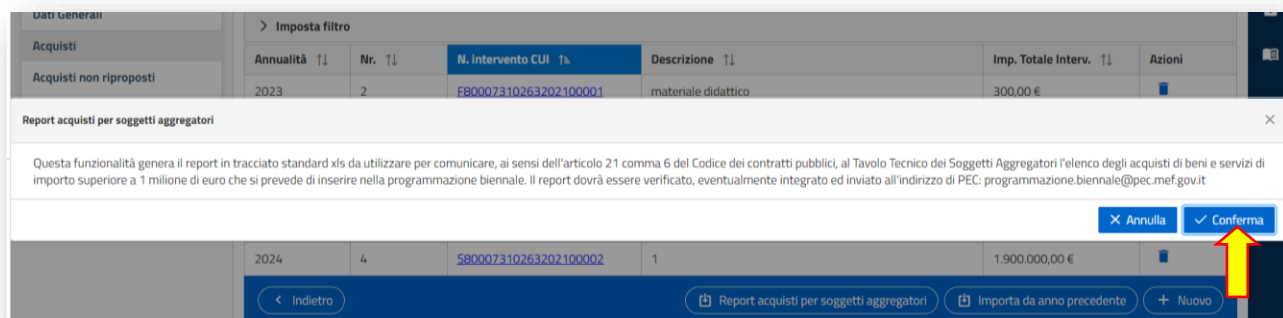 Dati Generali
Imposta filtro
Acquisti
Annualità Nr. N. intervento CUI Descrizione Imp. Totale Interv. Azioni
Acquisti non riproposti
2023 2 F80007310263202100001 materiale didattico 300,00 €
Report acquisti per soggetti aggregatori
Questa funzionalità genera il report in tracciato standard xls da utilizzare per comunicare, ai sensi dell'articolo 21 comma 6 del Codice dei contratti pubblici, al Tavolo Tecnico dei Soggetti Aggregatori l'elenco degli acquisti di beni e servizi di
importo superiore a 1 milione di euro che si prevede di inserire nella programmazione biennale. Il report dovrà essere verificato, eventualmente integrato ed inviato all'indirizzo di PEC: programmazione.biennale@pec.mef.gov.it
Annulla Conferma
2024 4 S80007310263202100002 1 1.900.000,00 €
Indietro Report acquisti per soggetti aggregatori Importa da anno precedente + Nuovo